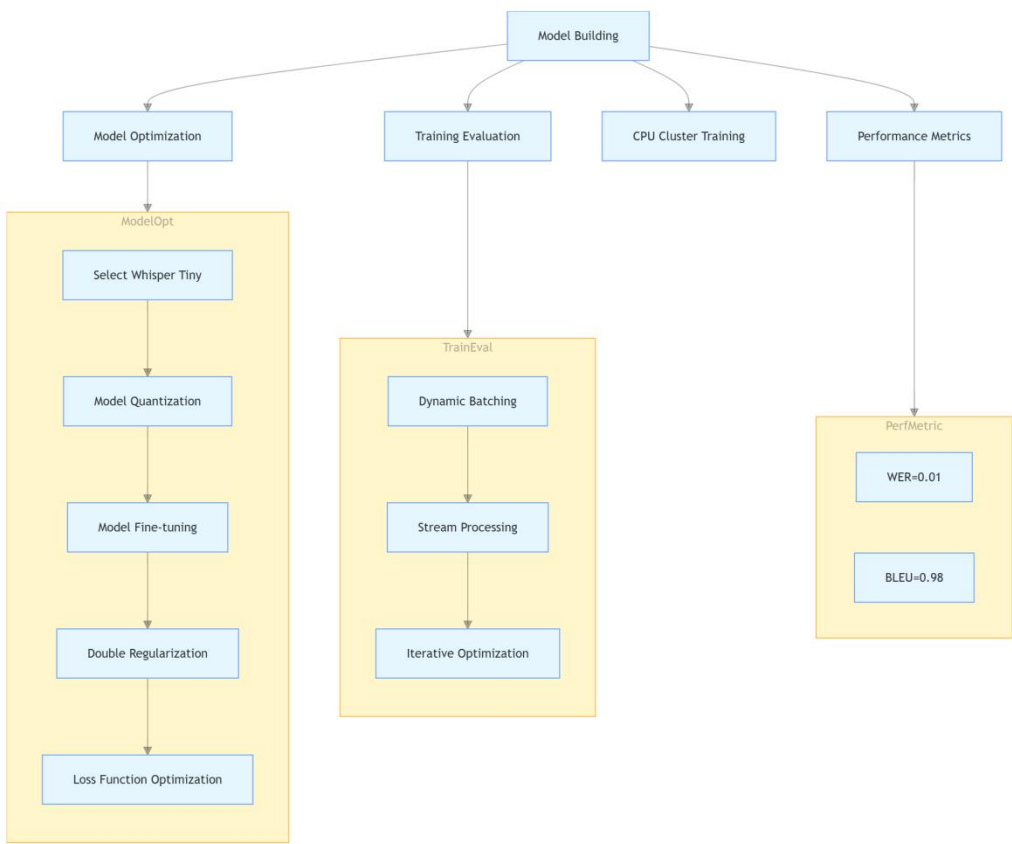 Model Building
Model Optimization
Training Evaluation
CPU Cluster Training
Performance Metrics
ModelOpt
Select Whisper Tiny
Model Quantization
Model Fine-tuning
Double Regularization
Loss Function Optimization
TrainEval
Dynamic Batching
Stream Processing
Iterative Optimization
PerfMetric
WER=0.01
BLEU=0.98